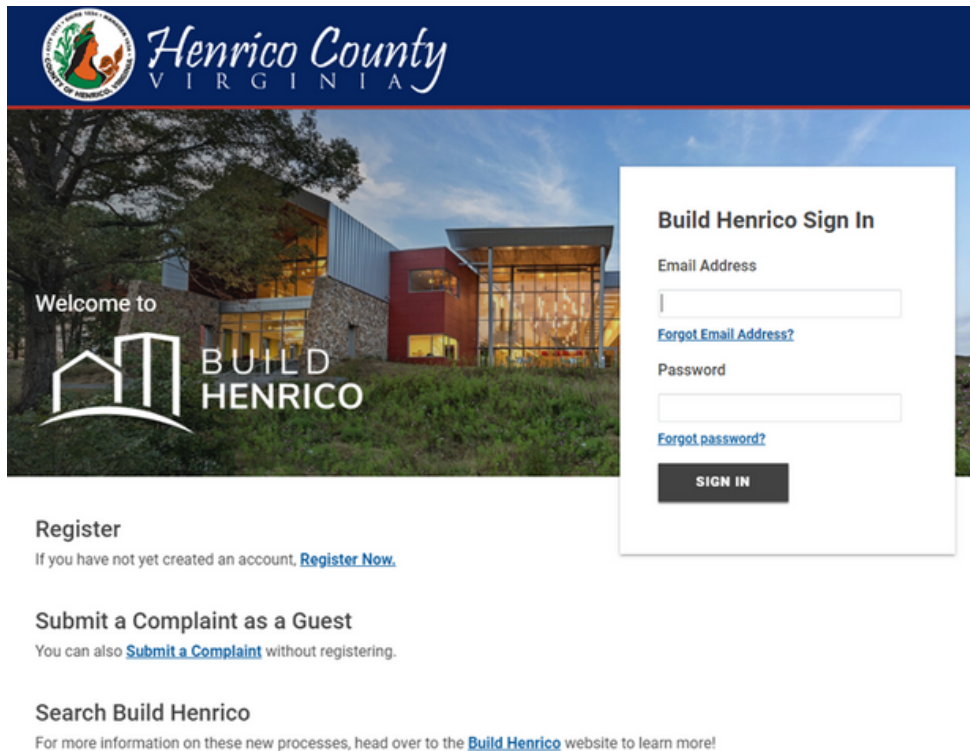 Henrico County
VIRGINIA
Welcome to
BUILD
HENRICO
Build Henrico Sign In
Email Address
Forgot Email Address?
Password
Forgot password?
SIGN IN
Register
If you have not yet created an account, Register Now.
Submit a Complaint as a Guest
You can also Submit a Complaint without registering.
Search Build Henrico
For more information on these new processes, head over to the Build Henrico website to learn more!